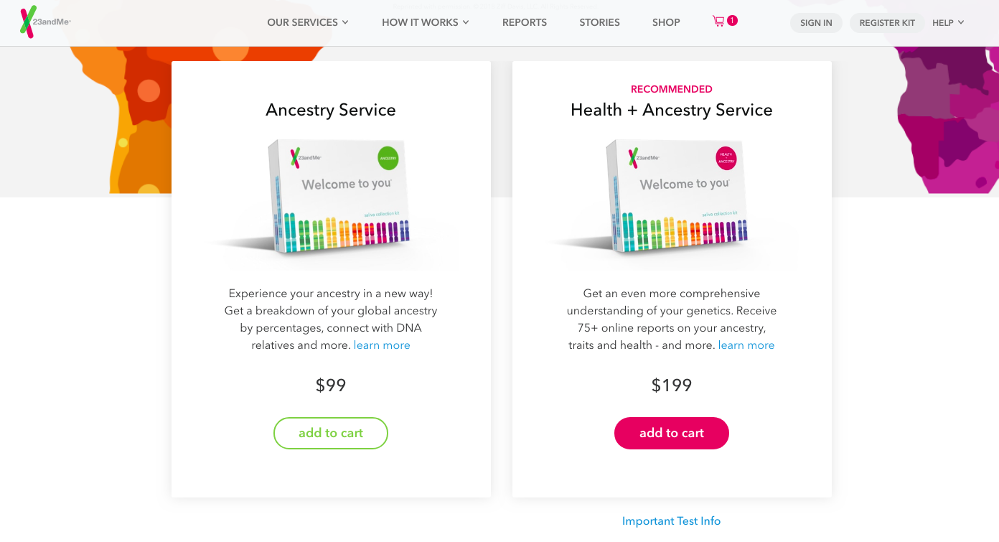 23andMe
OUR SERVICES
HOW IT WORKS
REPORTS
STORIES
SHOP
1
SIGN IN
REGISTER KIT
HELP
Ancestry Service
23andMe
ANCESTRY
Welcome to you
saliva collection kit
Experience your ancestry in a new way!
Get a breakdown of your global ancestry
by percentages, connect with DNA
relatives and more. learn more
$99
add to cart
RECOMMENDED
Health + Ancestry Service
23andMe
HEALTH
+
ANCESTRY
Welcome to you
saliva collection kit
Get an even more comprehensive
understanding of your genetics. Receive
75+ online reports on your ancestry,
traits and health - and more. learn more
$199
add to cart
Important Test Info